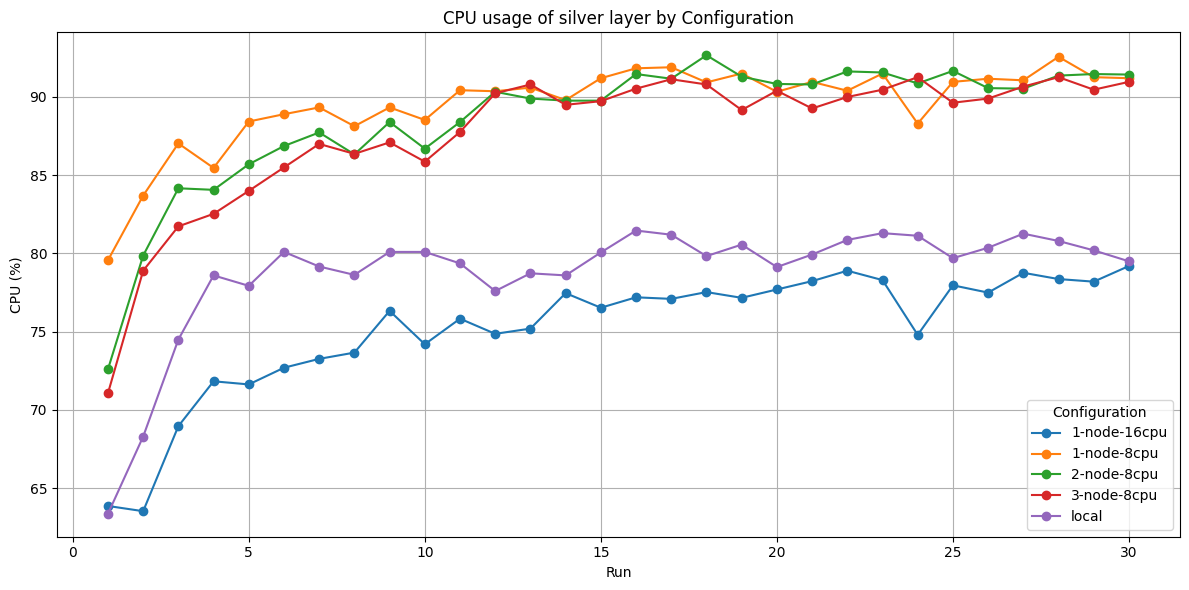 CPU usage of silver layer by Configuration
CPU (%)
90
85
80
75
70
65
0 5 10 15 20 25 30
Run
Configuration
1-node-16cpu
1-node-8cpu
2-node-8cpu
3-node-8cpu
local